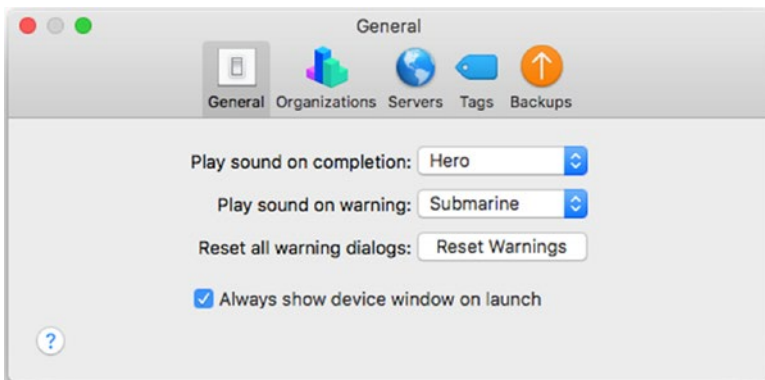 General
General Organizations Servers Tags Backups
Play sound on completion: Hero
Play sound on warning: Submarine
Reset all warning dialogs: Reset Warnings
Always show device window on launch
?